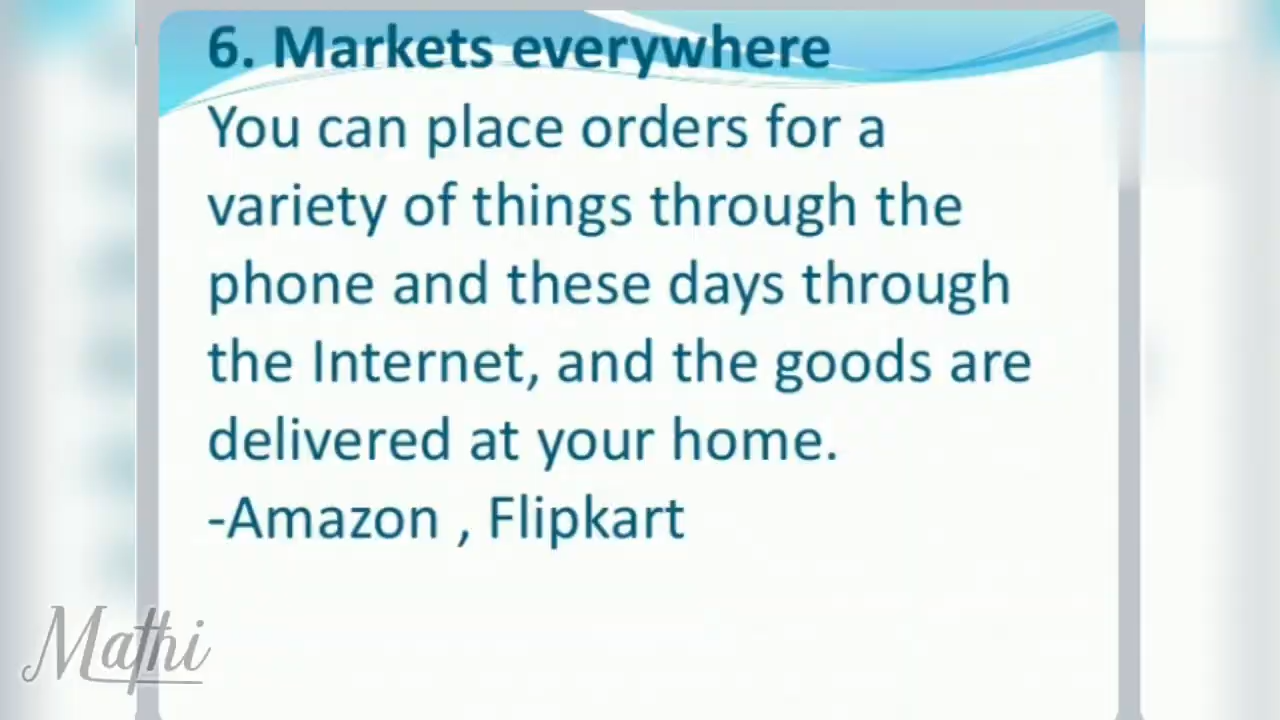 6. Markets everywhere
You can place orders for a
variety of things through the
phone and these days through
the Internet, and the goods are
delivered at your home.
-Amazon , Flipkart
Mathi